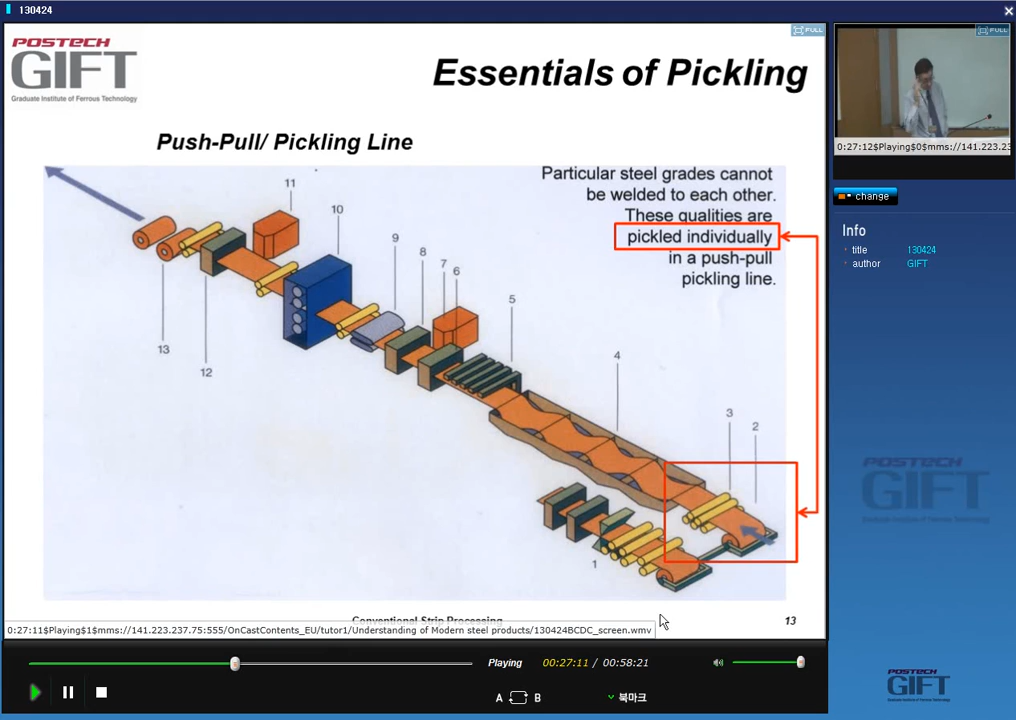 130424
POSTECH
GIFT
Graduate Institute of Ferrous Technology
Essentials of Pickling
FULL
Push-Pull/ Pickling Line
Particular steel grades cannot
be welded to each other.
These qualities are
pickled individually
in a push-pull
pickling line.
11
10
9
8
7
6
5
4
3
2
1
13
12
Conventional Strip Processing
13
0:27:11$Playing$1$mms://141.223.237.75:555/OnCastContents_EU/tutor1/Understanding of Modern steel products/130424BCDC_screen.wmv
Playing
00:27:11 / 00:58:21
A
B
북마크
FULL
0:27:12$Playing$0$mms://141.223.23
change
Info
title
130424
author
GIFT
POSTECH
GIFT
POSTECH
GIFT